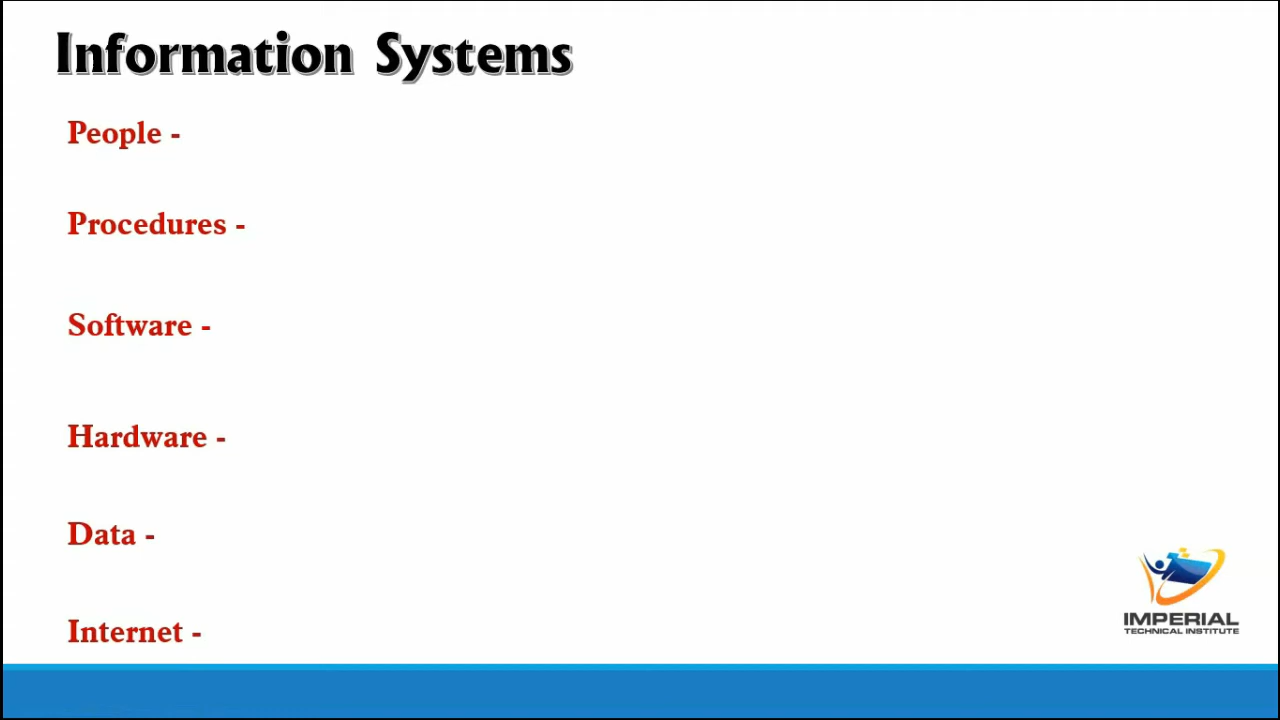 Information Systems
People -
Procedures -
Software -
Hardware -
Data -
Internet -
IMPERIAL
TECHNICAL INSTITUTE